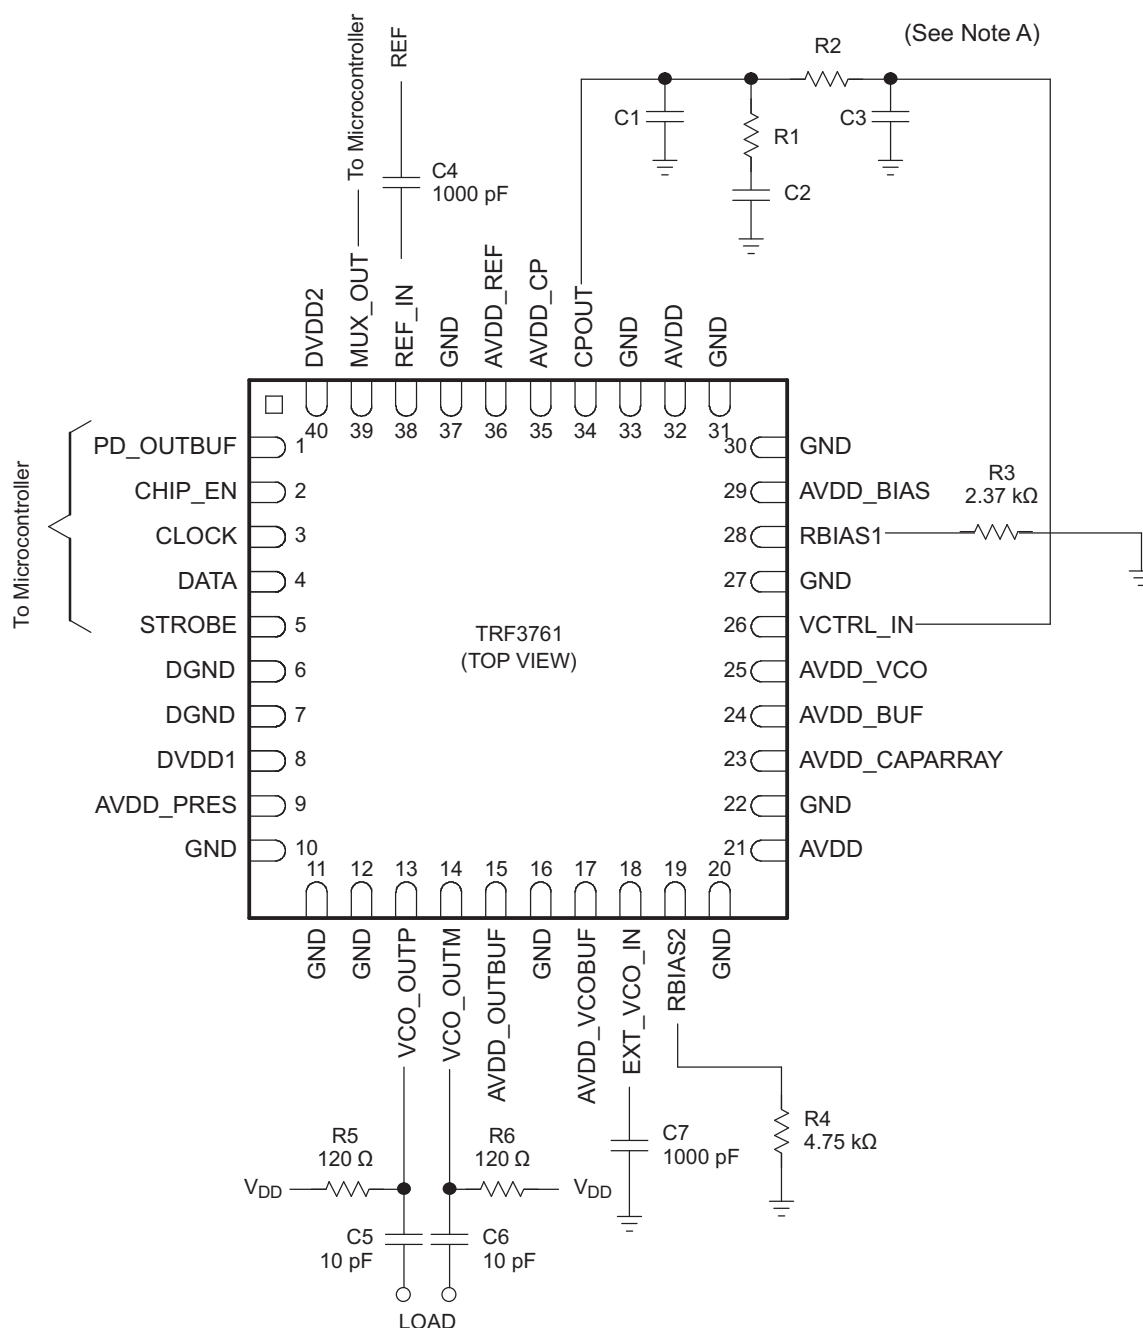 To Microcontroller
REF
(See Note A)
R2
C1
R1
C3
C2
C4
1000 pF
DVDD2
MUX_OUT
REF_IN
GND
AVDD_REF
AVDD_CP
CPOUT
GND
AVDD
GND
40
39
38
37
36
35
34
33
32
31
To Microcontroller
PD_OUTBUF 1
CHIP_EN 2
CLOCK 3
DATA 4
STROBE 5
DGND 6
DGND 7
DVDD1 8
AVDD_PRES 9
GND 10
TRF3761
(TOP VIEW)
30 GND
29 AVDD_BIAS
28 RBIAS1
27 GND
26 VCTRL_IN
25 AVDD_VCO
24 AVDD_BUF
23 AVDD_CAPARRAY
22 GND
21 AVDD
R3
2.37 kΩ
11
12
13
14
15
16
17
18
19
20
GND
GND
VCO_OUTP
VCO_OUTM
AVDD_OUTBUF
GND
AVDD_VCOBUF
EXT_VCO_IN
RBIAS2
GND
R5
120 Ω
R6
120 Ω
C7
1000 pF
R4
4.75 kΩ
VDD
VDD
C5
10 pF
C6
10 pF
LOAD